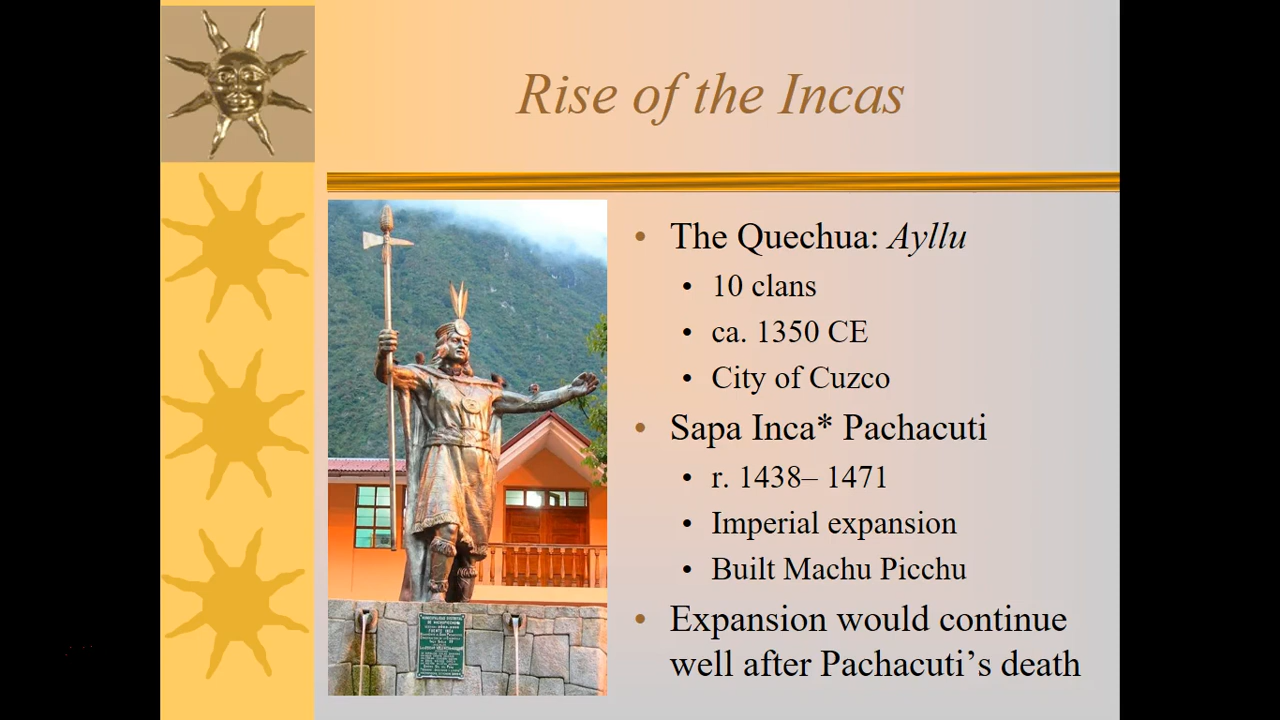 Rise of the Incas
• The Quechua: Ayllu
• 10 clans
• ca. 1350 CE
• City of Cuzco
• Sapa Inca* Pachacuti
• r. 1438– 1471
• Imperial expansion
• Built Machu Picchu
• Expansion would continue
well after Pachacuti’s death